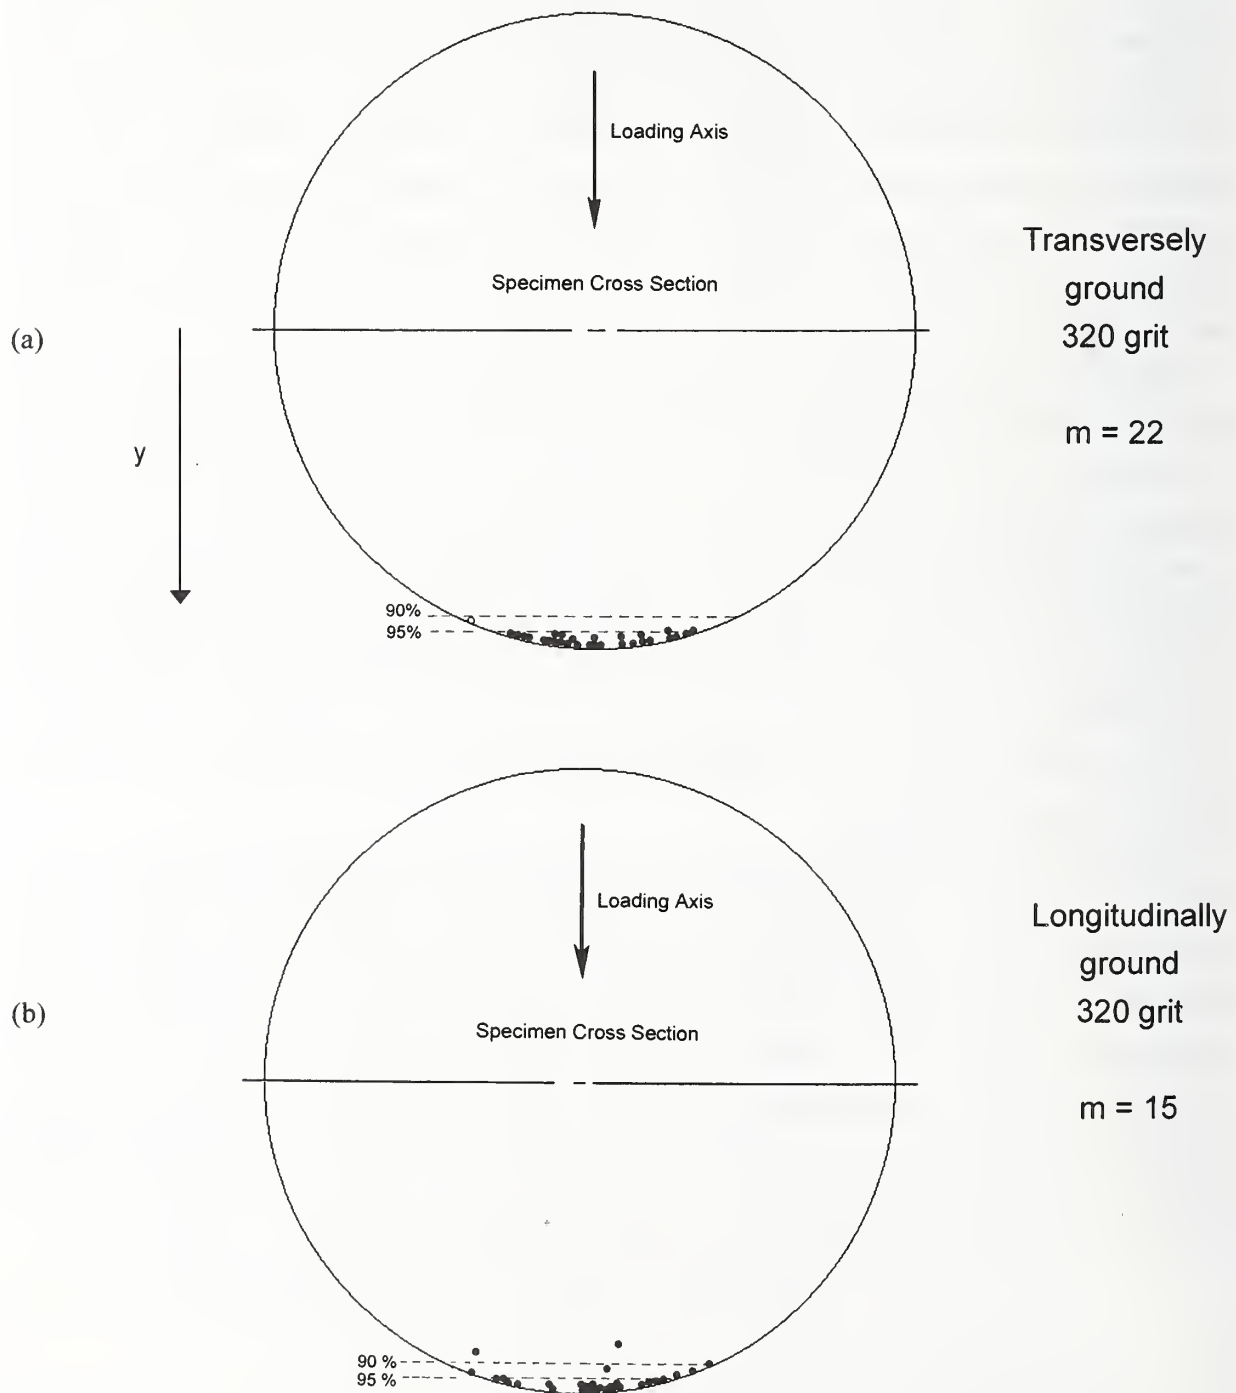 (a)
y
Loading Axis
Specimen Cross Section
90%
95%
Transversely
ground
320 grit
m = 22
(b)
Loading Axis
Specimen Cross Section
90 %
95 %
Longitudinally
ground
320 grit
m = 15